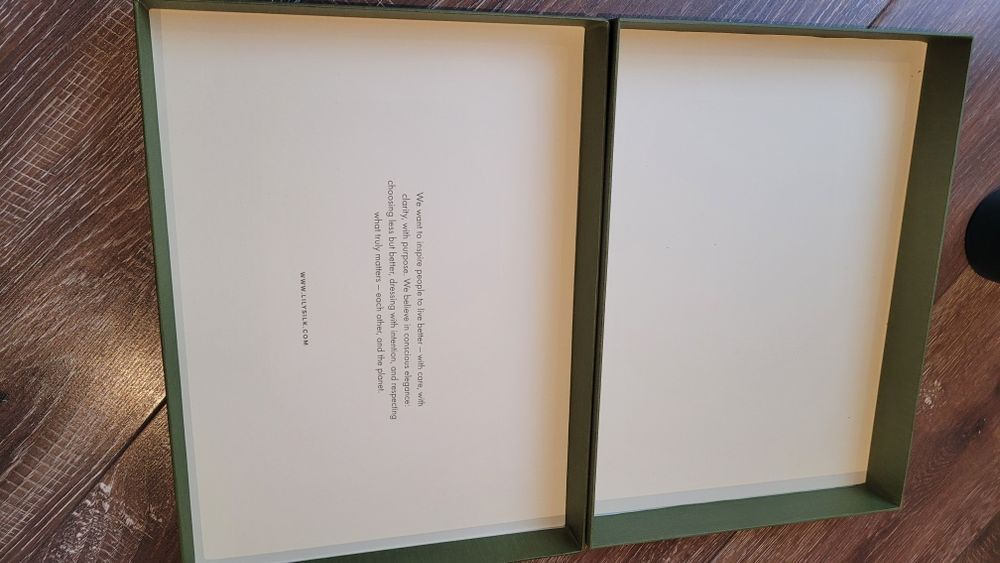 We want to inspire people to live better – with care, with
clarity, with purpose. We believe in conscious elegance:
choosing less but better, dressing with intention, and respecting
what truly matters – each other, and the planet.
WWW.LILYSILK.COM